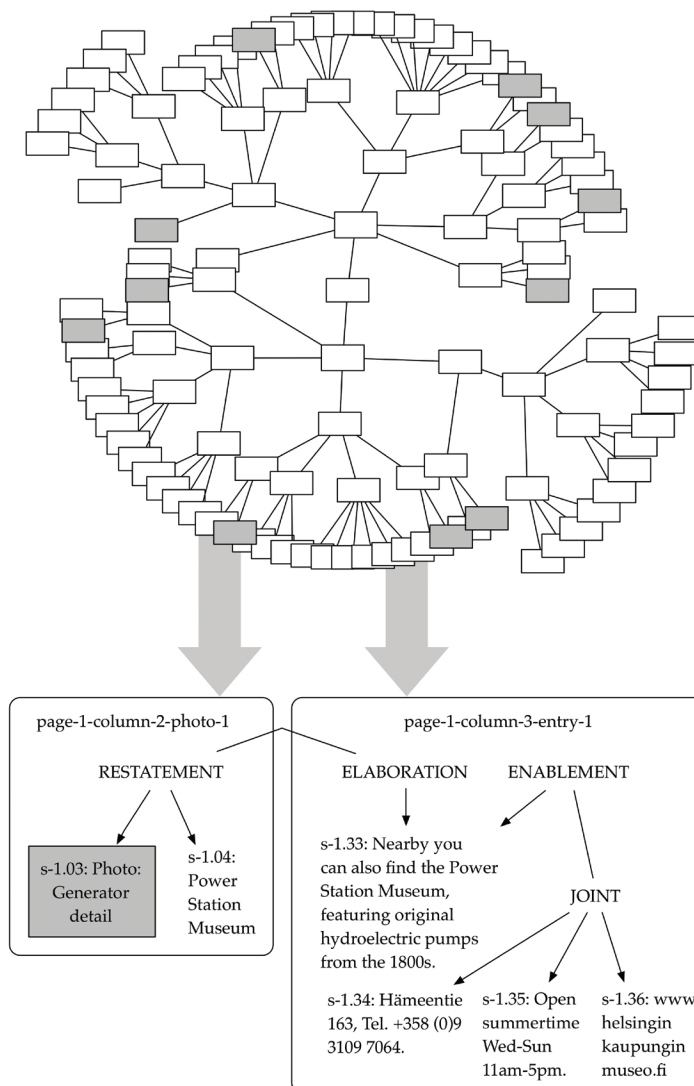 page-1-column-2-photo-1
RESTATEMENT
s-1.03: Photo:
Generator
detail
s-1.04:
Power
Station
Museum
page-1-column-3-entry-1
ELABORATION
ENABLEMENT
s-1.33: Nearby you
can also find the Power
Station Museum,
featuring original
hydroelectric pumps
from the 1800s.
JOINT
s-1.34: Hämeentie
163, Tel. +358 (0)9
3109 7064.
s-1.35: Open
summertime
Wed-Sun
11am-5pm.
s-1.36: www
helsingin
kaupungin
museo.fi